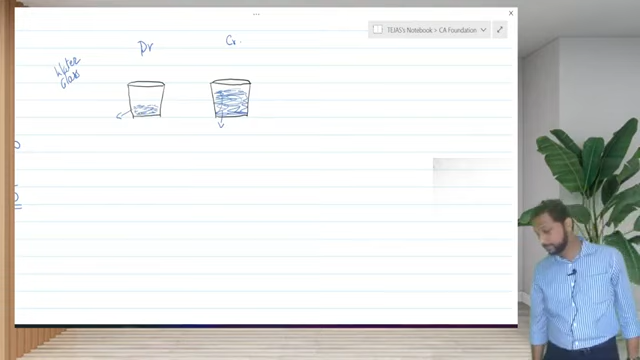 TEJAS's Notebook > CA Foundation
Dr
Cr.
Water
Glass